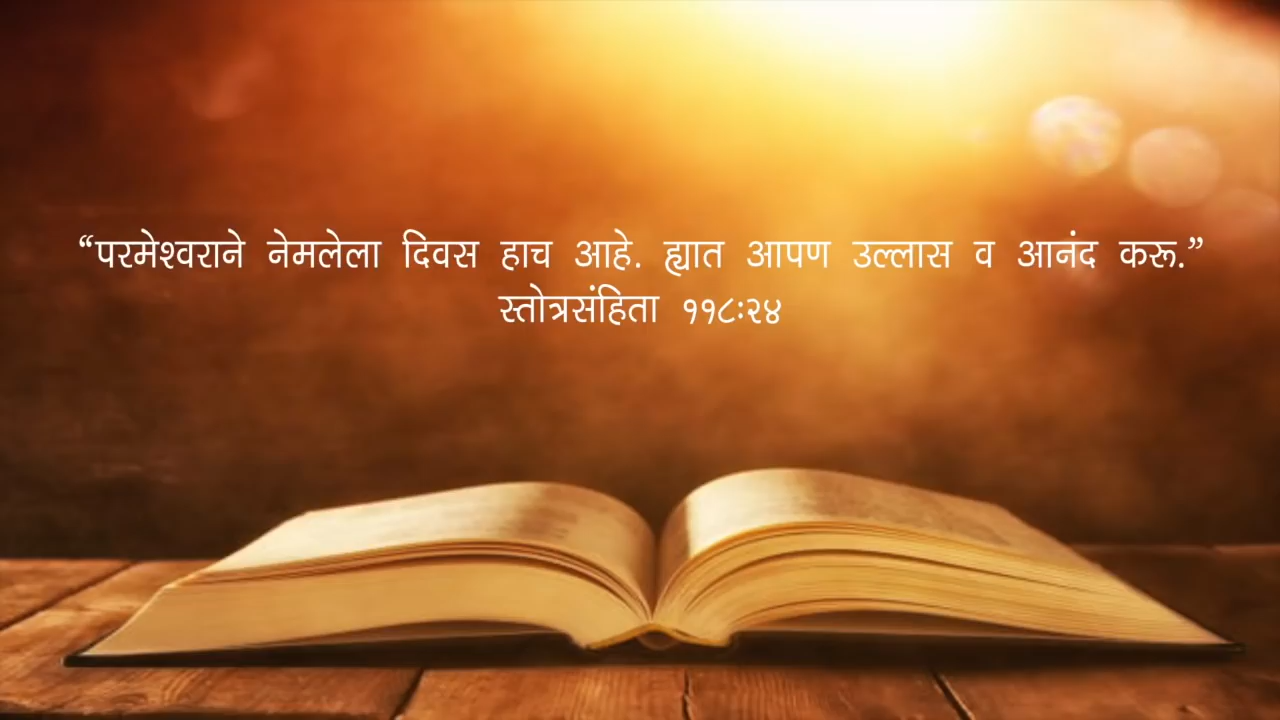 “परमेश्वराने नेमलेला दिवस हाच आहे. ह्यात आपण उल्लास व आनंद करू.”
स्तोत्रसंहिता ११८:२४